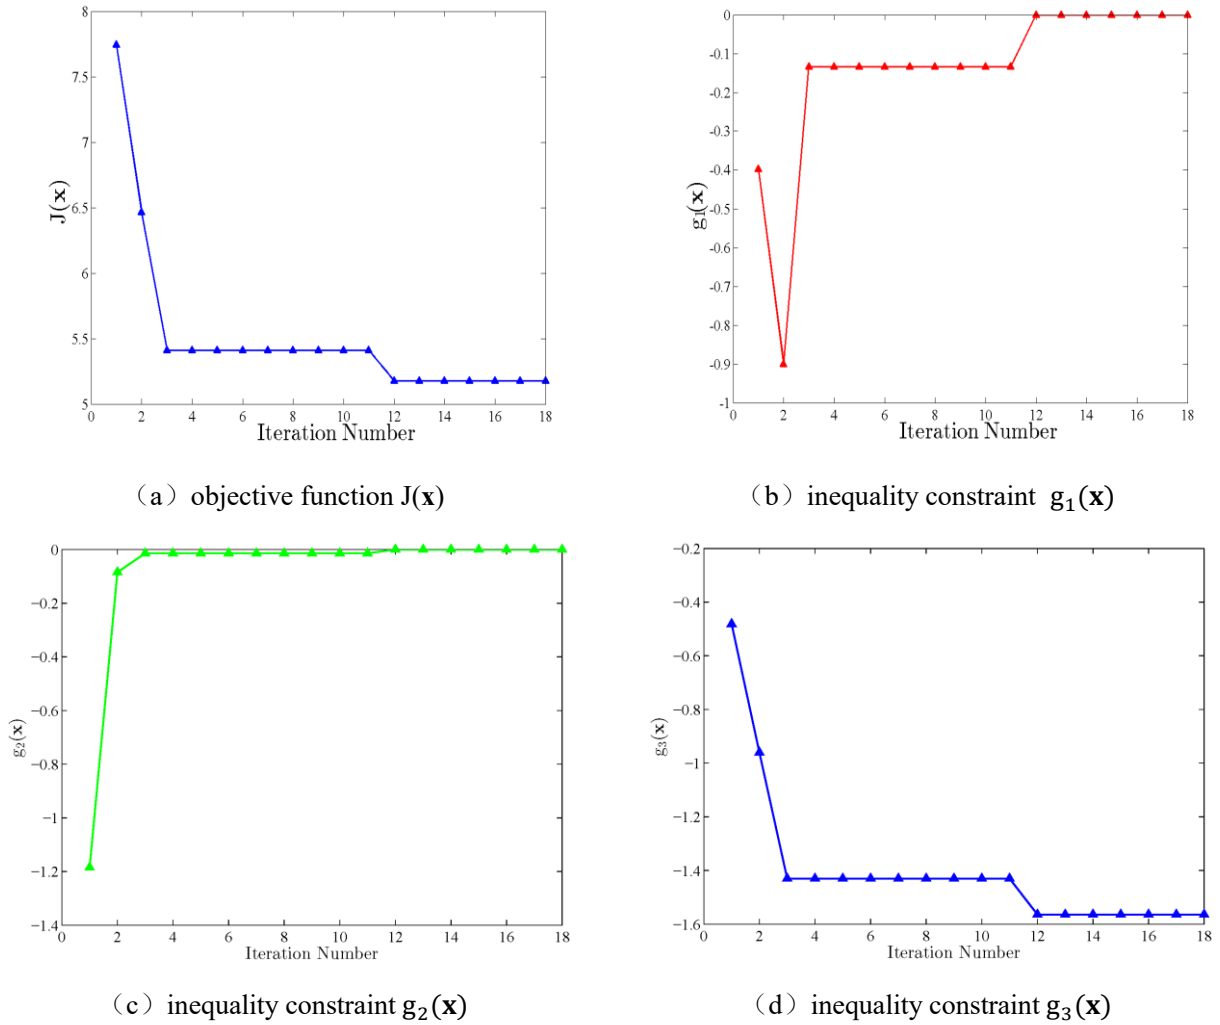 8
7.5
7
6.5
6
5.5
5
J(x)
0 2 4 6 8 10 12 14 16 18
Iteration Number
（a）objective function J(x)
0
-0.1
-0.2
-0.3
-0.4
-0.5
-0.6
-0.7
-0.8
-0.9
-1
g₁(x)
0 2 4 6 8 10 12 14 16 18
Iteration Number
（b）inequality constraint g₁(x)
0
−0.2
−0.4
−0.6
−0.8
−1
−1.2
−1.4
g₂(x)
0 2 4 6 8 10 12 14 16 18
Iteration Number
（c）inequality constraint g₂(x)
−0.2
−0.4
−0.6
−0.8
−1
−1.2
−1.4
−1.6
g₃(x)
0 2 4 6 8 10 12 14 16 18
Iteration Number
（d）inequality constraint g₃(x)